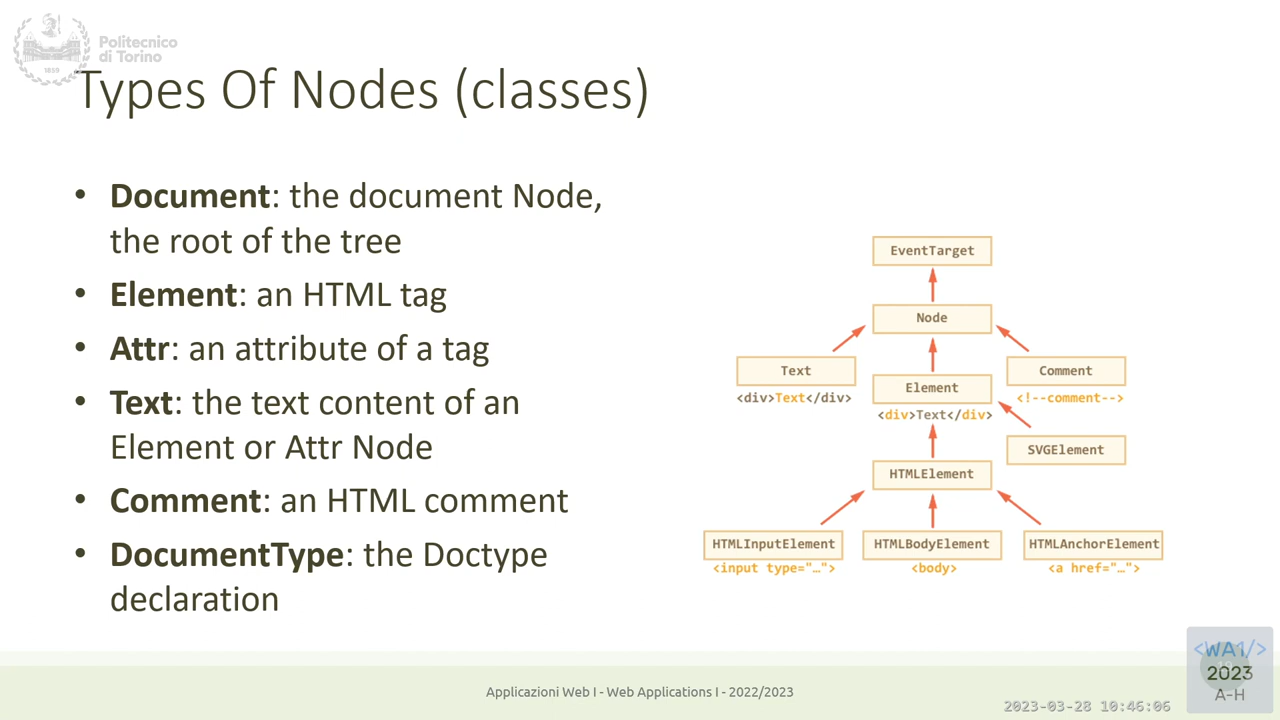 Politecnico
di Torino
1859
Types Of Nodes (classes)
• Document: the document Node,
the root of the tree
• Element: an HTML tag
• Attr: an attribute of a tag
• Text: the text content of an
Element or Attr Node
• Comment: an HTML comment
• DocumentType: the Doctype
declaration
EventTarget
Node
Text
<div>Text</div>
Element
<div>Text</div>
Comment
<!--comment-->
SVGElement
HTMLElement
HTMLInputElement
<input type="…">
HTMLBodyElement
<body>
HTMLAnchorElement
<a href="…">
Applicazioni Web I - Web Applications I - 2022/2023
2023-03-28 10:46:06
<WA1/>
2023
A-H